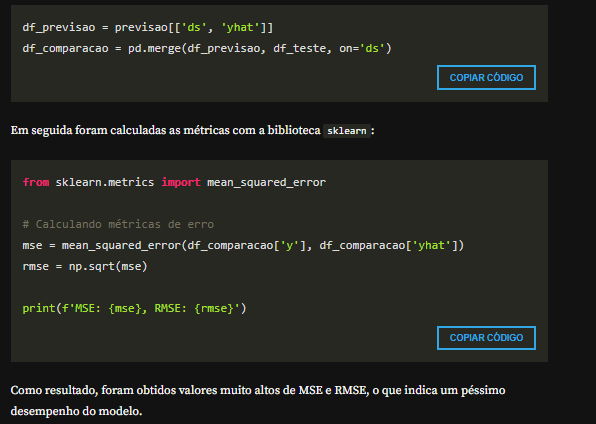 df_previsao = previsao[['ds', 'yhat']]
df_comparacao = pd.merge(df_previsao, df_teste, on='ds')
COPIAR CÓDIGO
Em seguida foram calculadas as métricas com a biblioteca sklearn:
from sklearn.metrics import mean_squared_error
# Calculando métricas de erro
mse = mean_squared_error(df_comparacao['y'], df_comparacao['yhat'])
rmse = np.sqrt(mse)
print(f'MSE: {mse}, RMSE: {rmse}')
COPIAR CÓDIGO
Como resultado, foram obtidos valores muito altos de MSE e RMSE, o que indica um péssimo
desempenho do modelo.